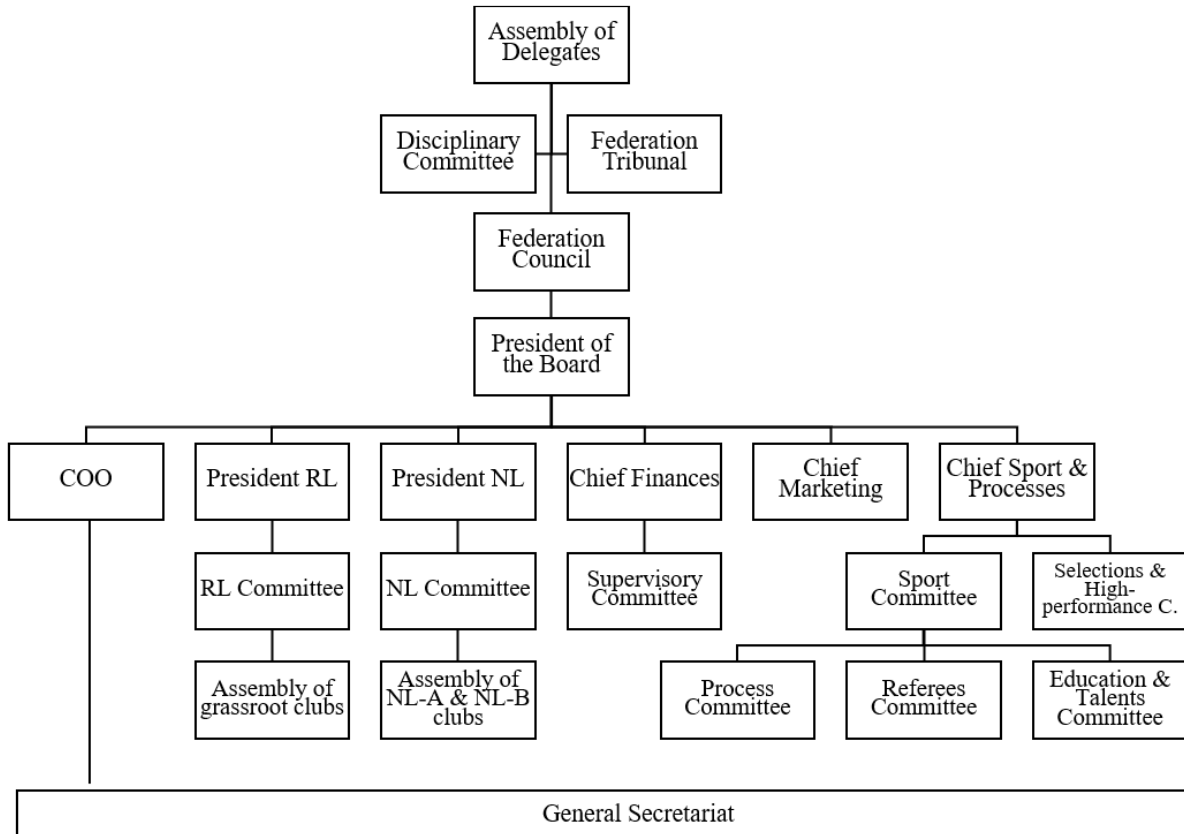 Assembly of
Delegates
Disciplinary
Committee
Federation
Tribunal
Federation
Council
President of
the Board
COO
President RL
President NL
Chief Finances
Chief
Marketing
Chief Sport &
Processes
RL Committee
NL Committee
Supervisory
Committee
Sport
Committee
Selections &
High-
performance C.
Assembly of
grassroot clubs
Assembly of
NL-A & NL-B
clubs
Process
Committee
Referees
Committee
Education &
Talents
Committee
General Secretariat